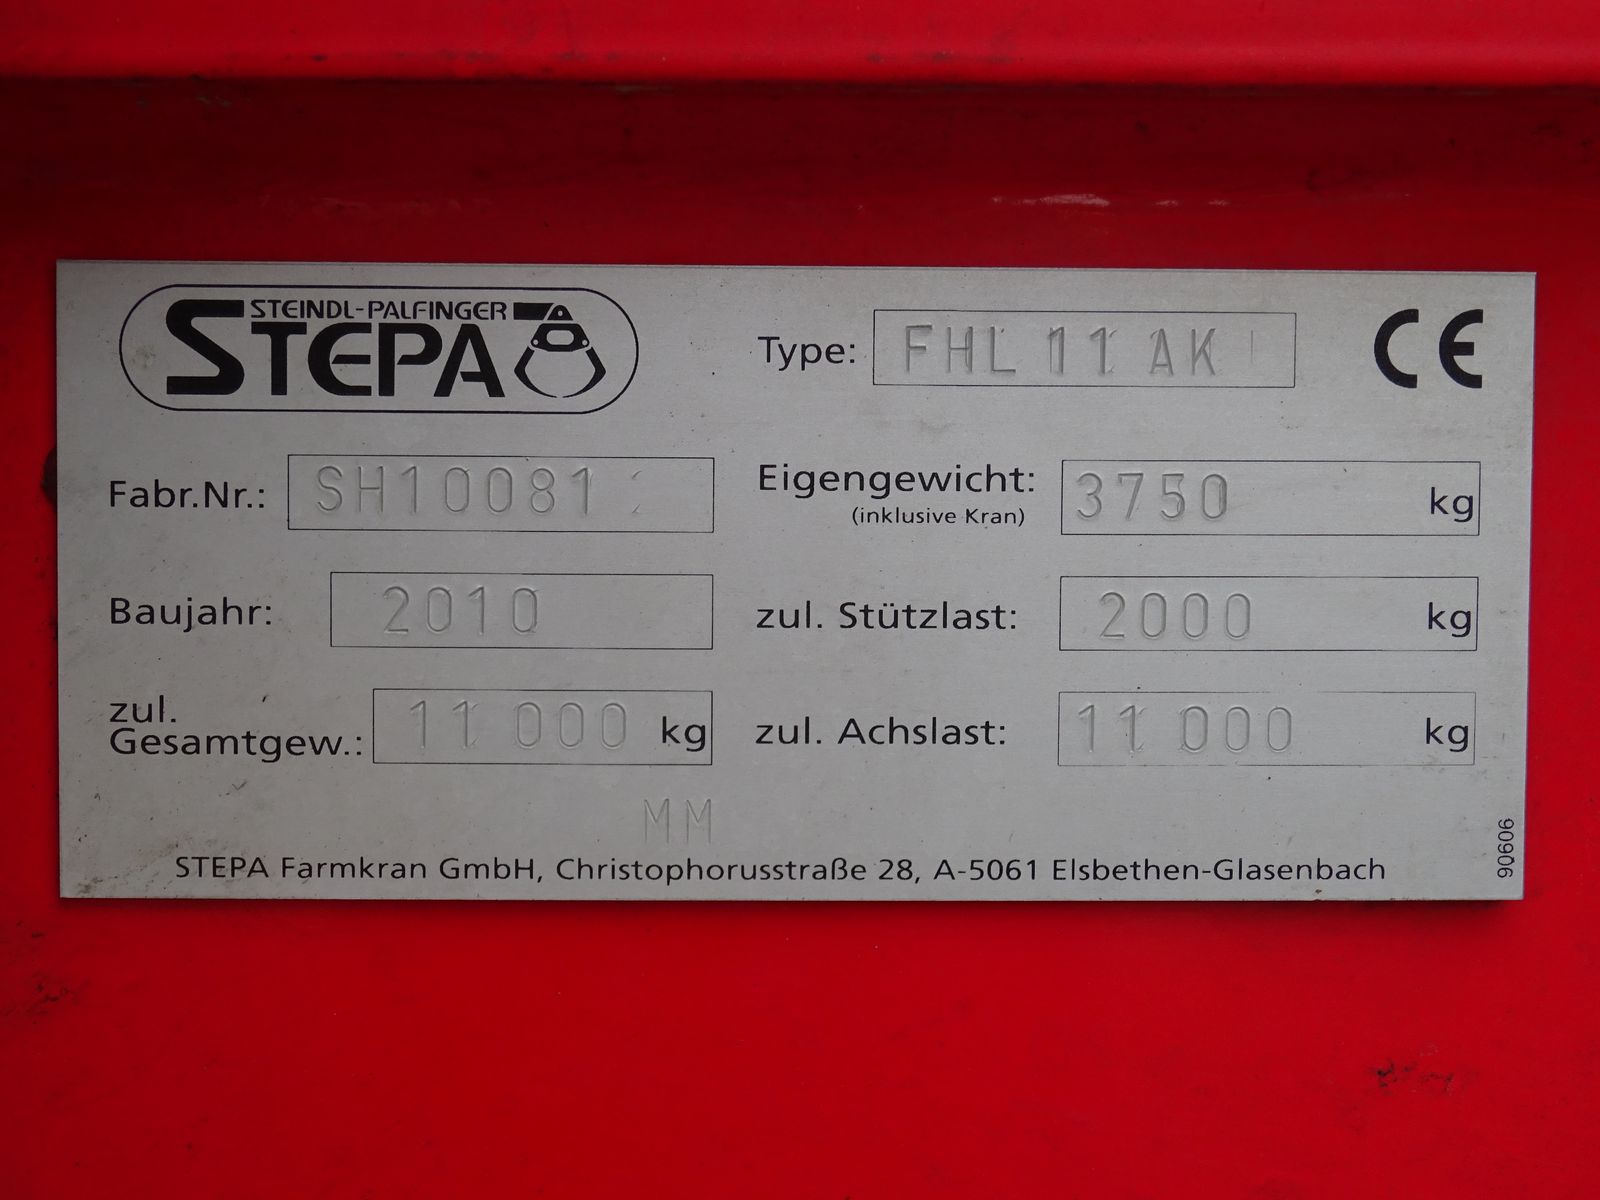 STEINDL-PALFINGER
STEPA
Type: FHL 11 AK
CE
Fabr.Nr.: SH10081
Eigengewicht: 3750 kg
(inklusive Kran)
Baujahr: 2010
zul. Stützlast: 2000 kg
zul.
Gesamtgew.: 11 000 kg
zul. Achslast: 11 000 kg
MM
STEPA Farmkran GmbH, Christophorusstraße 28, A-5061 Elsbethen-Glasenbach
90606